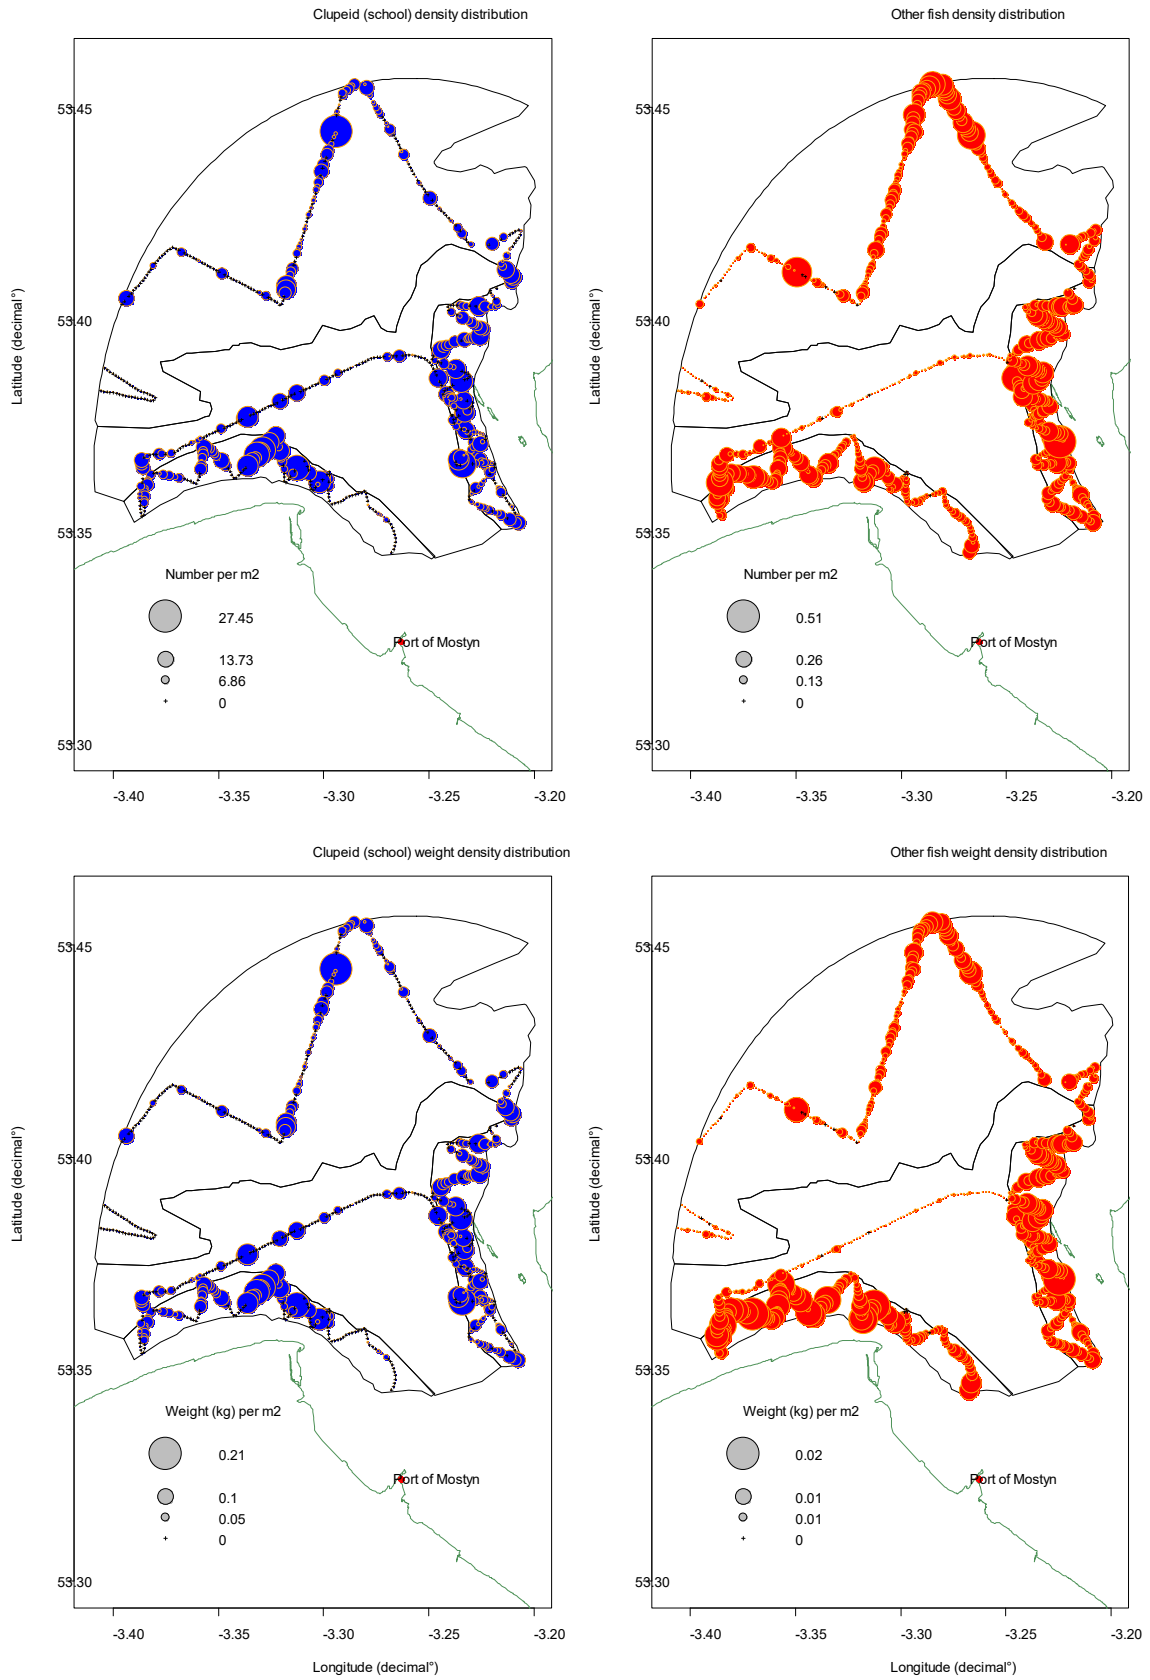 Clupeid (school) density distribution
Latitude (decimal°)
53.45
53.40
53.35
53.30
Number per m2
27.45
13.73
6.86
0
Port of Mostyn
-3.40
-3.35
-3.30
-3.25
-3.20
Other fish density distribution
Latitude (decimal°)
53.45
53.40
53.35
53.30
Number per m2
0.51
0.26
0.13
0
Port of Mostyn
-3.40
-3.35
-3.30
-3.25
-3.20
Clupeid (school) weight density distribution
Latitude (decimal°)
53.45
53.40
53.35
53.30
Weight (kg) per m2
0.21
0.1
0.05
0
Port of Mostyn
-3.40
-3.35
-3.30
-3.25
-3.20
Longitude (decimal°)
Other fish weight density distribution
Latitude (decimal°)
53.45
53.40
53.35
53.30
Weight (kg) per m2
0.02
0.01
0.01
0
Port of Mostyn
-3.40
-3.35
-3.30
-3.25
-3.20
Longitude (decimal°)